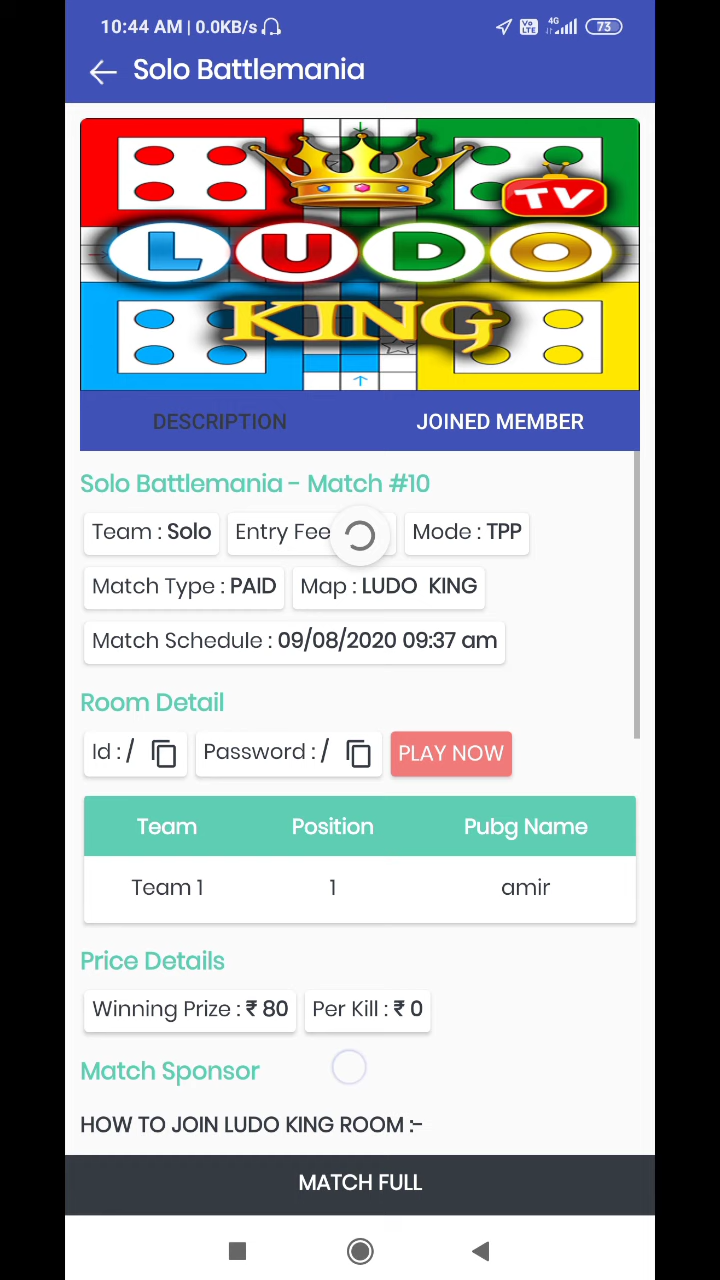 10:44 AM | 0.0KB/s
Vo LTE 4G 73
Solo Battlemania
TV
LUDO
KING
DESCRIPTION JOINED MEMBER
Solo Battlemania - Match #10
Team : Solo Entry Fee Mode : TPP
Match Type : PAID Map : LUDO KING
Match Schedule : 09/08/2020 09:37 am
Room Detail
Id : / Password : / PLAY NOW
Team Position Pubg Name
Team 1 1 amir
Price Details
Winning Prize : ₹ 80 Per Kill : ₹ 0
Match Sponsor
HOW TO JOIN LUDO KING ROOM :-
MATCH FULL